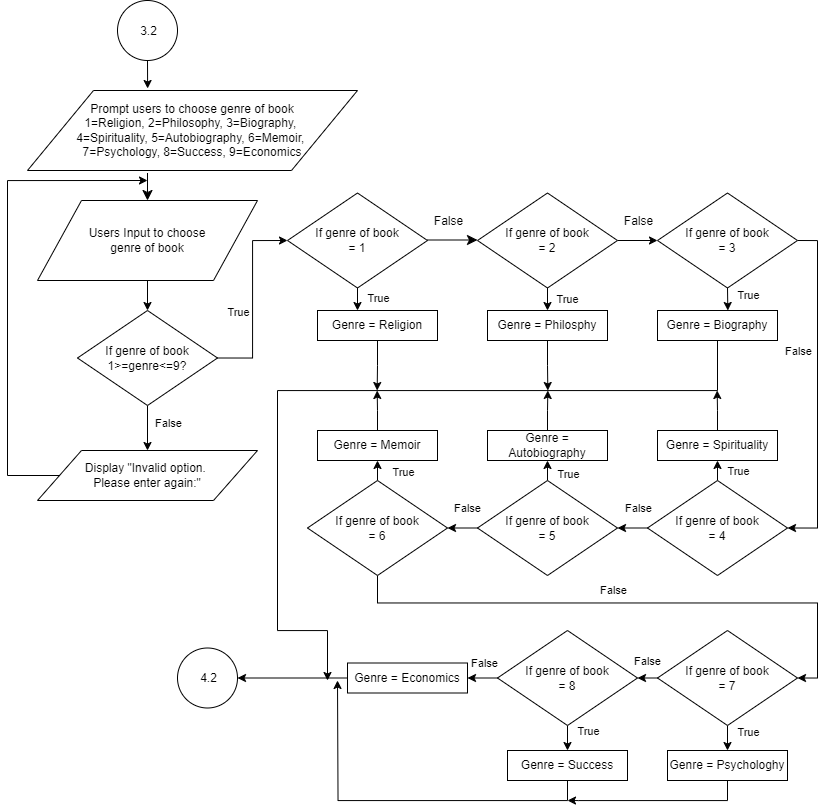 3.2
Prompt users to choose genre of book
1=Religion, 2=Philosophy, 3=Biography,
4=Spirituality, 5=Autobiography, 6=Memoir,
7=Psychology, 8=Success, 9=Economics
Users Input to choose
genre of book
If genre of book
1>=genre<=9?
True
False
Display "Invalid option.
Please enter again:"
If genre of book
= 1
False
If genre of book
= 2
False
If genre of book
= 3
True
True
True
Genre = Religion
Genre = Philosphy
Genre = Biography
False
Genre = Memoir
Genre =
Autobiography
Genre = Spirituality
True
True
True
If genre of book
= 6
False
If genre of book
= 5
False
If genre of book
= 4
False
4.2
Genre = Economics
False
If genre of book
= 8
False
If genre of book
= 7
True
True
Genre = Success
Genre = Psychologhy